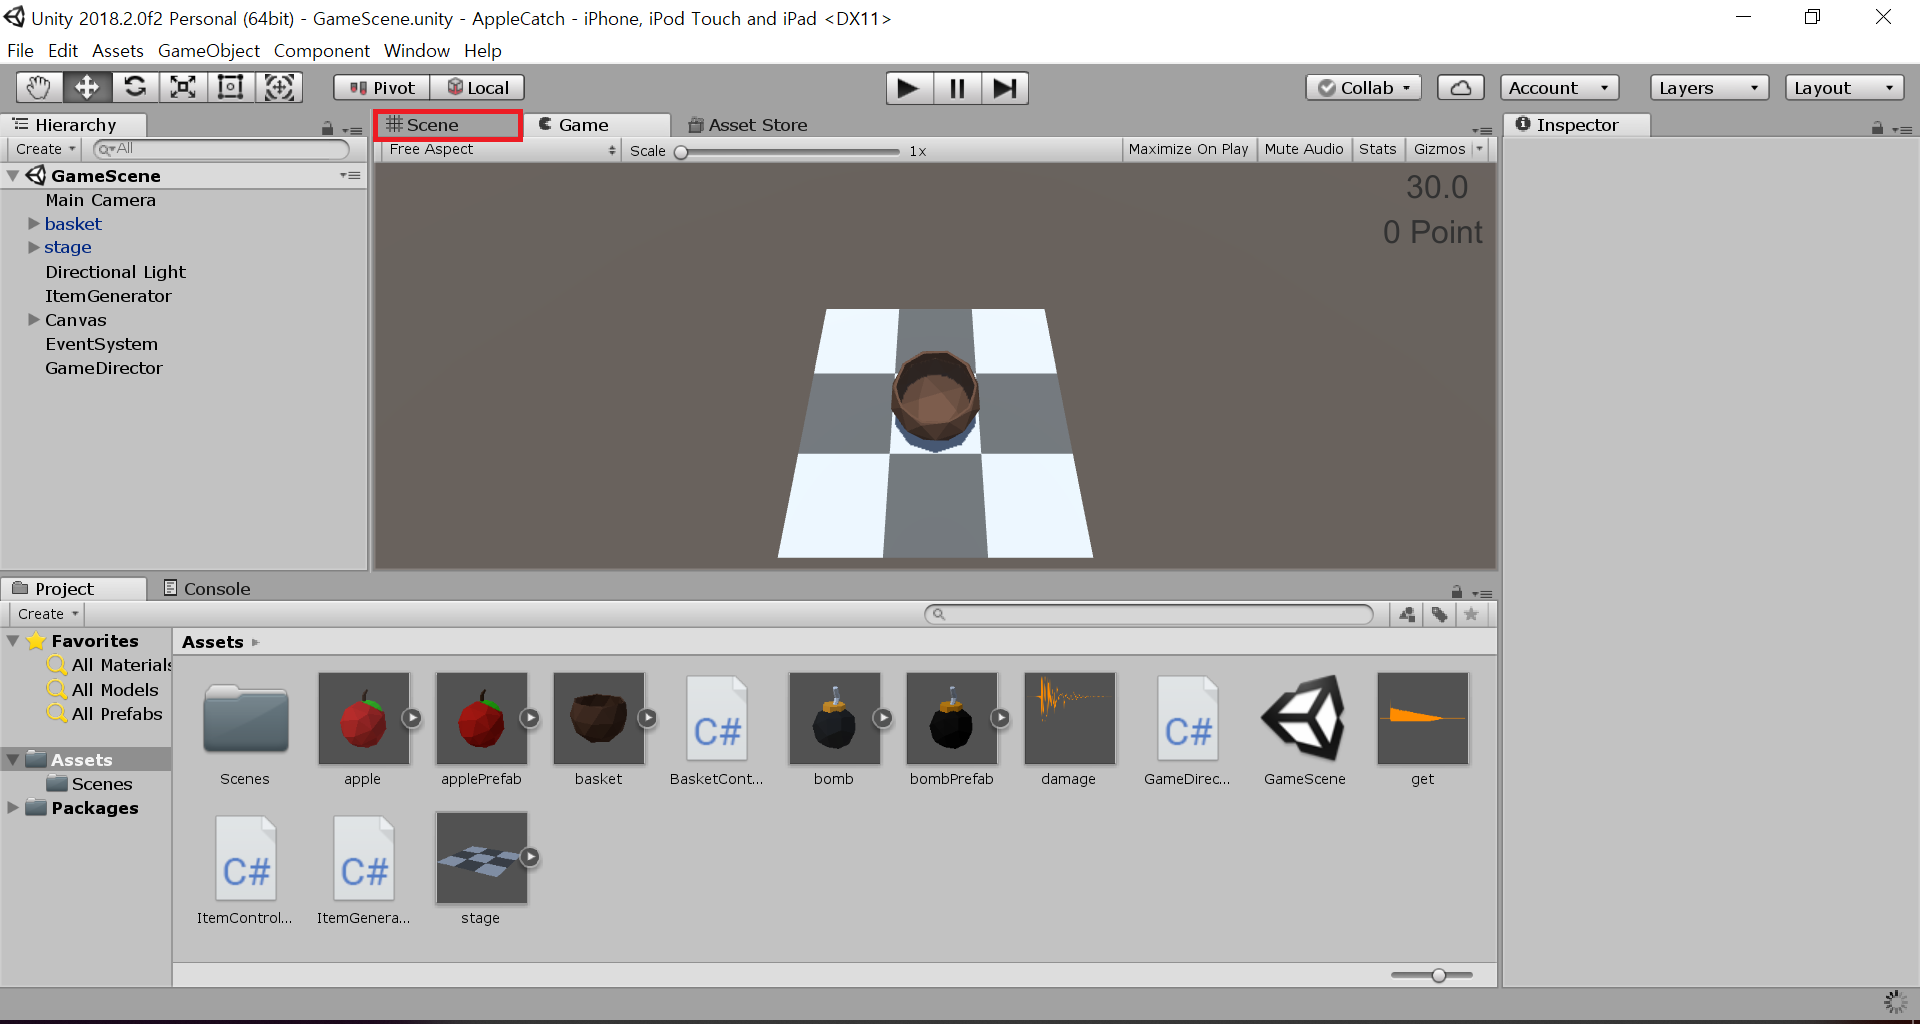 Unity 2018.2.0f2 Personal (64bit) - GameScene.unity - AppleCatch - iPhone, iPod Touch and iPad <DX11>
File Edit Assets GameObject Component Window Help
Pivot Local Collab Account Layers Layout
Hierarchy Scene Game Asset Store Inspector
Create All Free Aspect Scale 1x Maximize On Play Mute Audio Stats Gizmos
GameScene
Main Camera
basket
stage
Directional Light
ItemGenerator
Canvas
EventSystem
GameDirector
30.0
0 Point
Project Console
Create
Favorites
All Materials
All Models
All Prefabs
Assets
Scenes
Packages
Assets
C# C#
Scenes apple applePrefab basket BasketCont... bomb bombPrefab damage GameDirec... GameScene get
C# C#
ItemControl... ItemGenera... stage